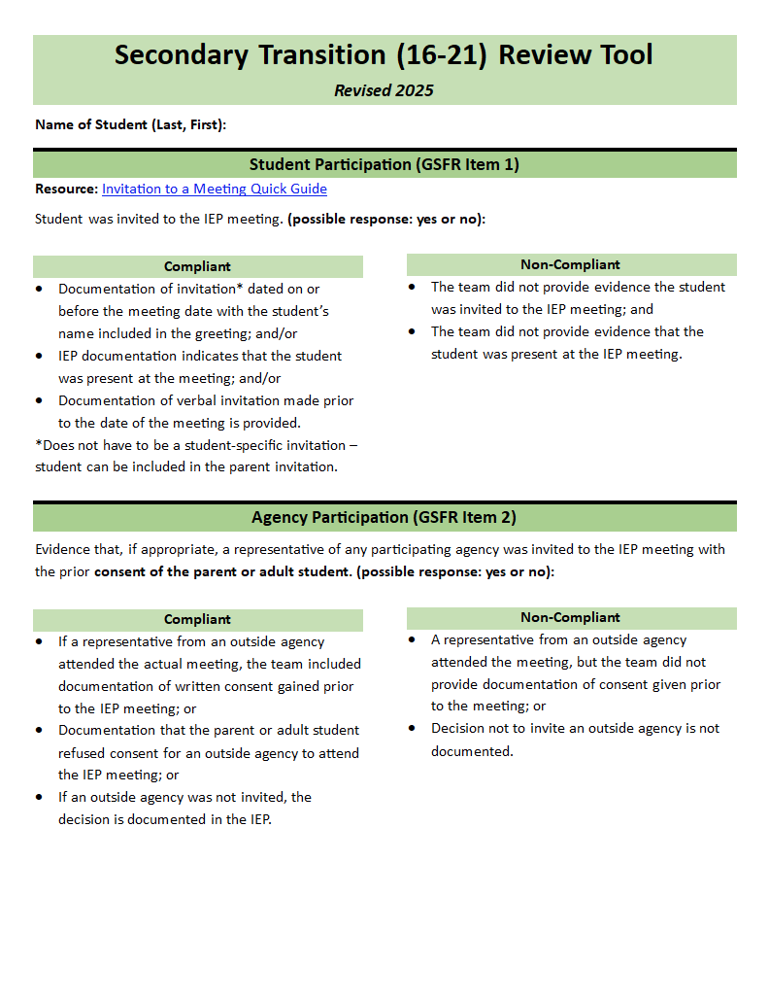 Secondary Transition (16-21) Review Tool
Revised 2025
Name of Student (Last, First):
Student Participation (GSFR Item 1)
Resource: Invitation to a Meeting Quick Guide
Student was invited to the IEP meeting. (possible response: yes or no):
Compliant
• Documentation of invitation* dated on or
before the meeting date with the student’s
name included in the greeting; and/or
• IEP documentation indicates that the student
was present at the meeting; and/or
• Documentation of verbal invitation made prior
to the date of the meeting is provided.
*Does not have to be a student-specific invitation –
student can be included in the parent invitation.
Non-Compliant
• The team did not provide evidence the student
was invited to the IEP meeting; and
• The team did not provide evidence that the
student was present at the IEP meeting.
Agency Participation (GSFR Item 2)
Evidence that, if appropriate, a representative of any participating agency was invited to the IEP meeting with
the prior consent of the parent or adult student. (possible response: yes or no):
Compliant
• If a representative from an outside agency
attended the actual meeting, the team included
documentation of written consent gained prior
to the IEP meeting; or
• Documentation that the parent or adult student
refused consent for an outside agency to attend
the IEP meeting; or
• If an outside agency was not invited, the
decision is documented in the IEP.
Non-Compliant
• A representative from an outside agency
attended the meeting, but the team did not
provide documentation of consent given prior
to the meeting; or
• Decision not to invite an outside agency is not
documented.